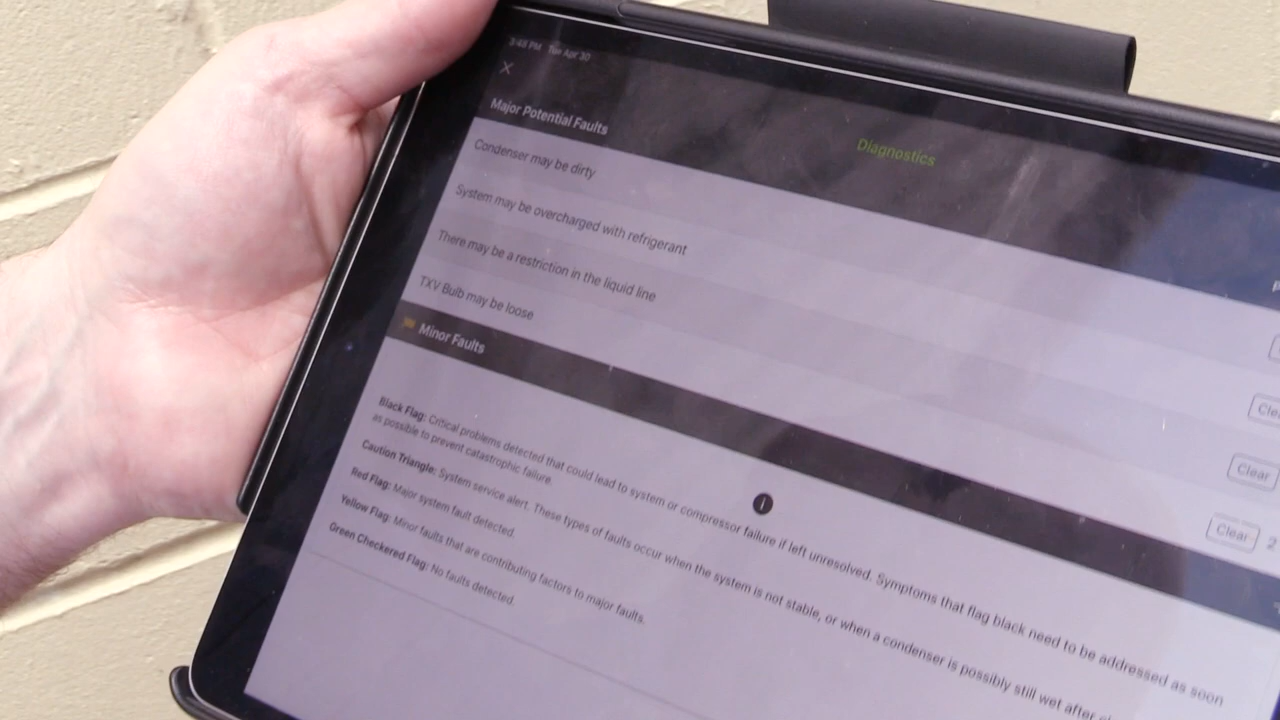 3:48 PM Tue Apr 30
Diagnostics
Major Potential Faults
Condenser may be dirty
System may be overcharged with refrigerant
There may be a restriction in the liquid line
Clear
TXV Bulb may be loose
Clear 2
Minor Faults
Black Flag: Critical problems detected that could lead to system or compressor failure if left unresolved. Symptoms that flag black need to be addressed as soon
as possible to prevent catastrophic failure.
Caution Triangle: System service alert. These types of faults occur when the system is not stable, or when a condenser is possibly still wet after
Red Flag: Major system fault detected.
Yellow Flag: Minor faults that are contributing factors to major faults.
Green Checkered Flag: No faults detected.